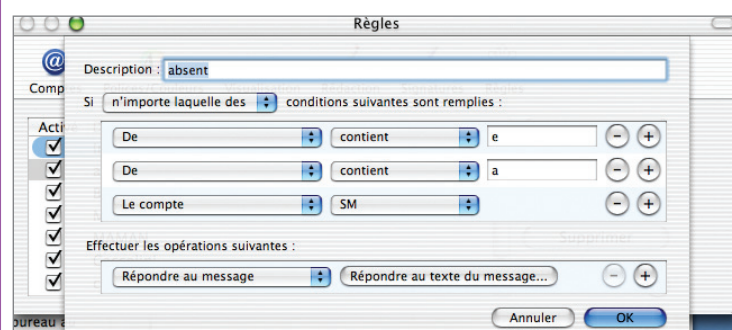 Règles
Description : absent
Si n'importe laquelle des conditions suivantes sont remplies :
De contient e
De contient a
Le compte SM
Effectuer les opérations suivantes :
Répondre au message Répondre au texte du message...
Annuler OK
Comp
Acti
MAMAN
Supprimer